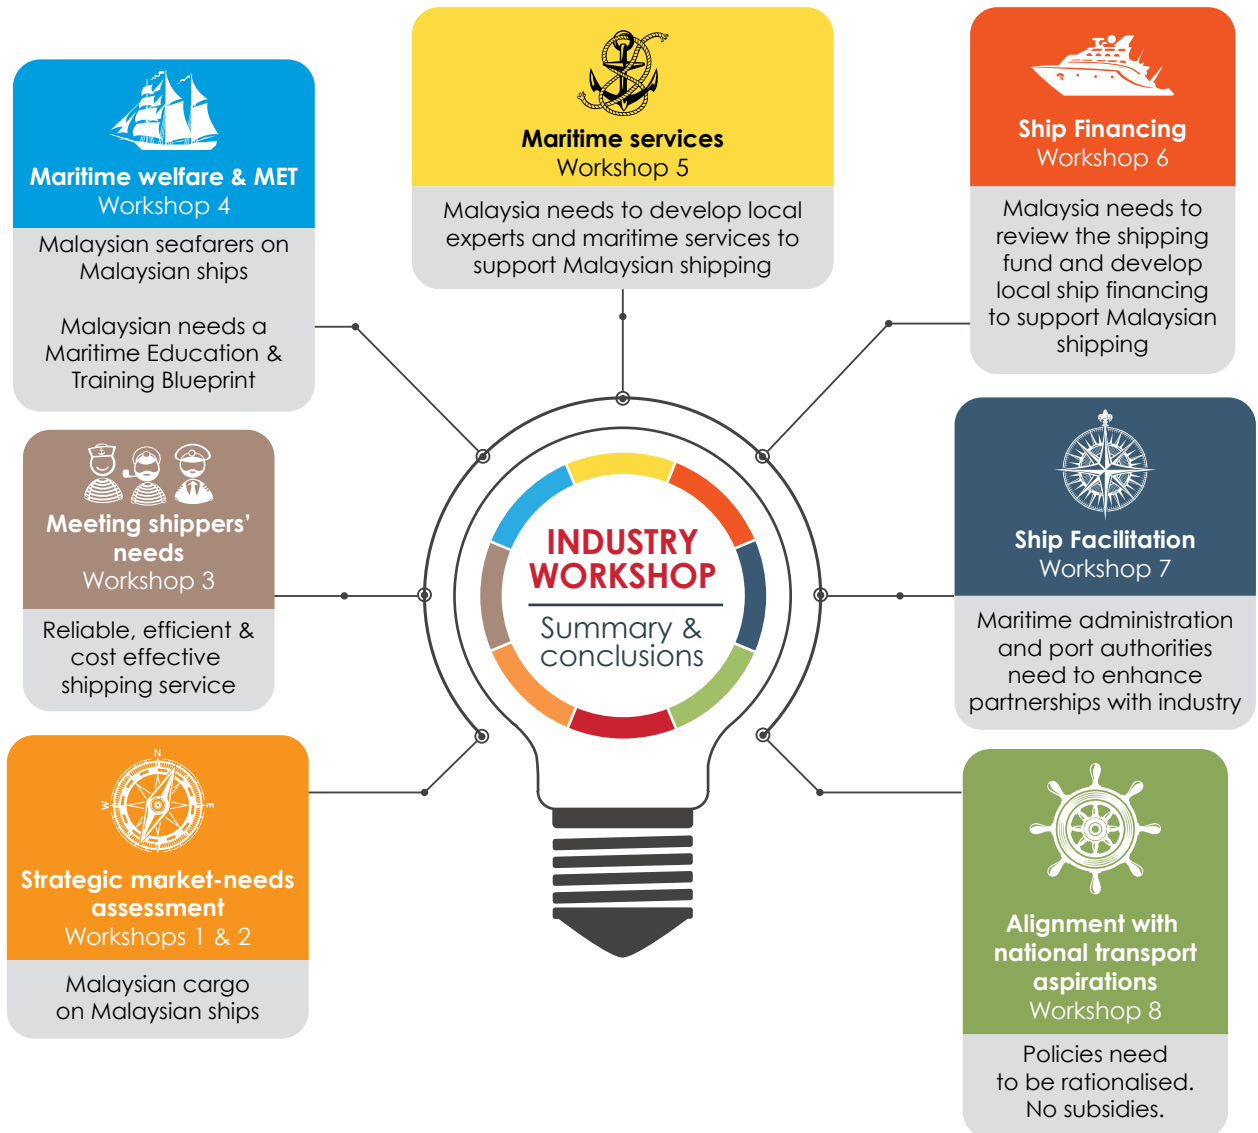 Maritime welfare & MET
Workshop 4
Malaysian seafarers on
Malaysian ships
Malaysian needs a
Maritime Education &
Training Blueprint
Maritime services
Workshop 5
Malaysia needs to develop local
experts and maritime services to
support Malaysian shipping
Ship Financing
Workshop 6
Malaysia needs to
review the shipping
fund and develop
local ship financing
to support Malaysian
shipping
Meeting shippers’
needs
Workshop 3
Reliable, efficient &
cost effective
shipping service
INDUSTRY
WORKSHOP
Summary &
conclusions
Ship Facilitation
Workshop 7
Maritime administration
and port authorities
need to enhance
partnerships with industry
N
W
E
S
Strategic market-needs
assessment
Workshops 1 & 2
Malaysian cargo
on Malaysian ships
Alignment with
national transport
aspirations
Workshop 8
Policies need
to be rationalised.
No subsidies.